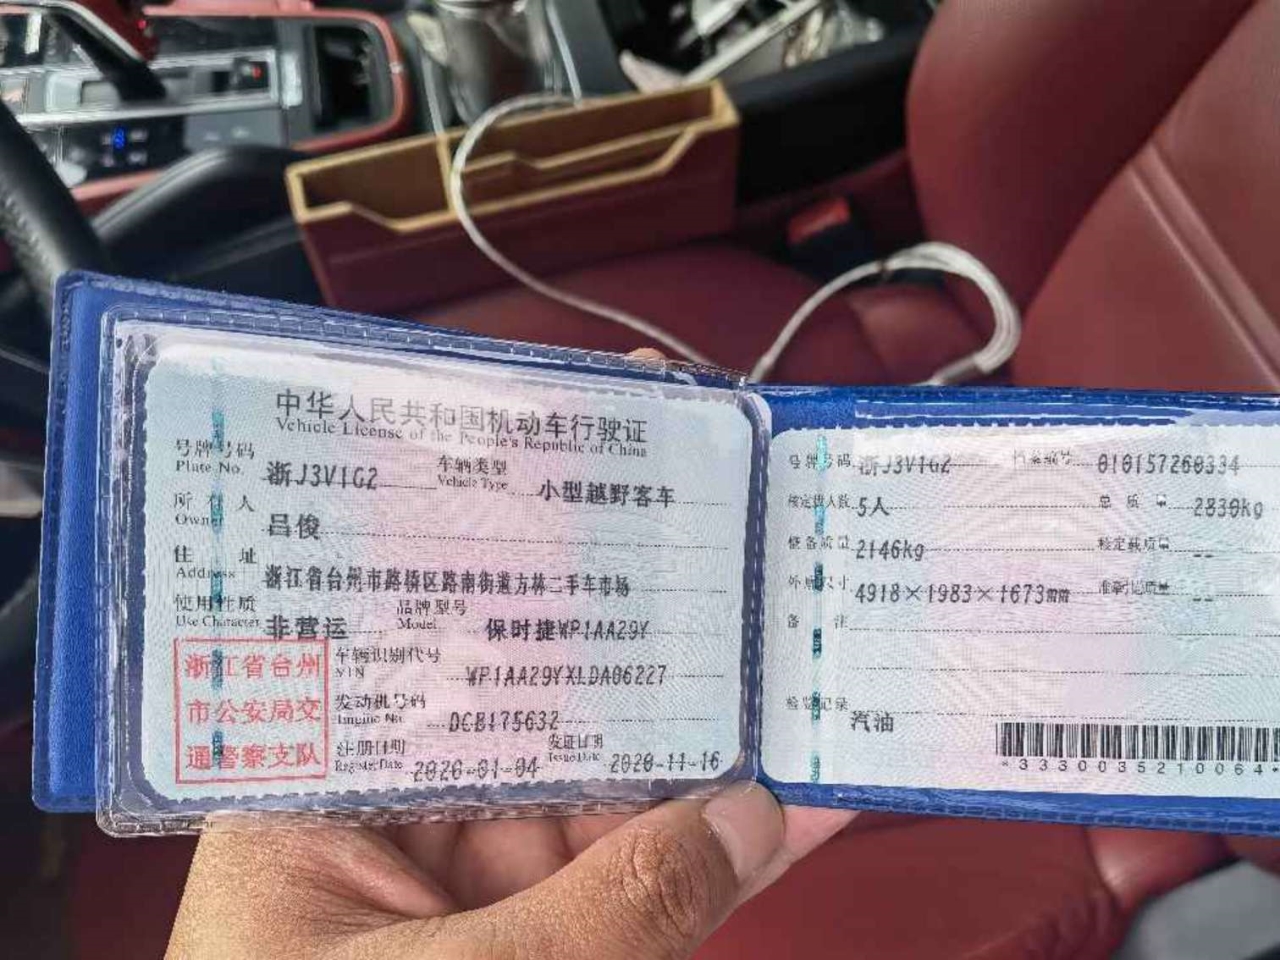 中华人民共和国机动车行驶证
Vehicle License of the People's Republic of China
号牌号码 浙J3V1G2 车辆类型 小型越野客车
Plate No. Vehicle Type
所有人 吕俊
Owner
住址 浙江省台州市路桥区路南街道方林二手车市场
Address
使用性质 非营运 品牌型号 保时捷WP1AA29Y
Use Character Model
浙江省台州
市公安局交
通警察支队
车辆识别代号 WP1AA29YXLDA06227
VIN
发动机号码 DCB175632
Engine No.
注册日期 2020-01-04 发证日期 2020-11-16
Register Date Issue Date
号牌号码 浙J3V1G2 档案编号 010157260334
核定载人数 5人 总质量 2830kg
整备质量 2146kg 核定载质量 --
外廓尺寸 4918×1983×1673mm 准牵引总质量 --
备注
检验记录
汽油
*3330035210064